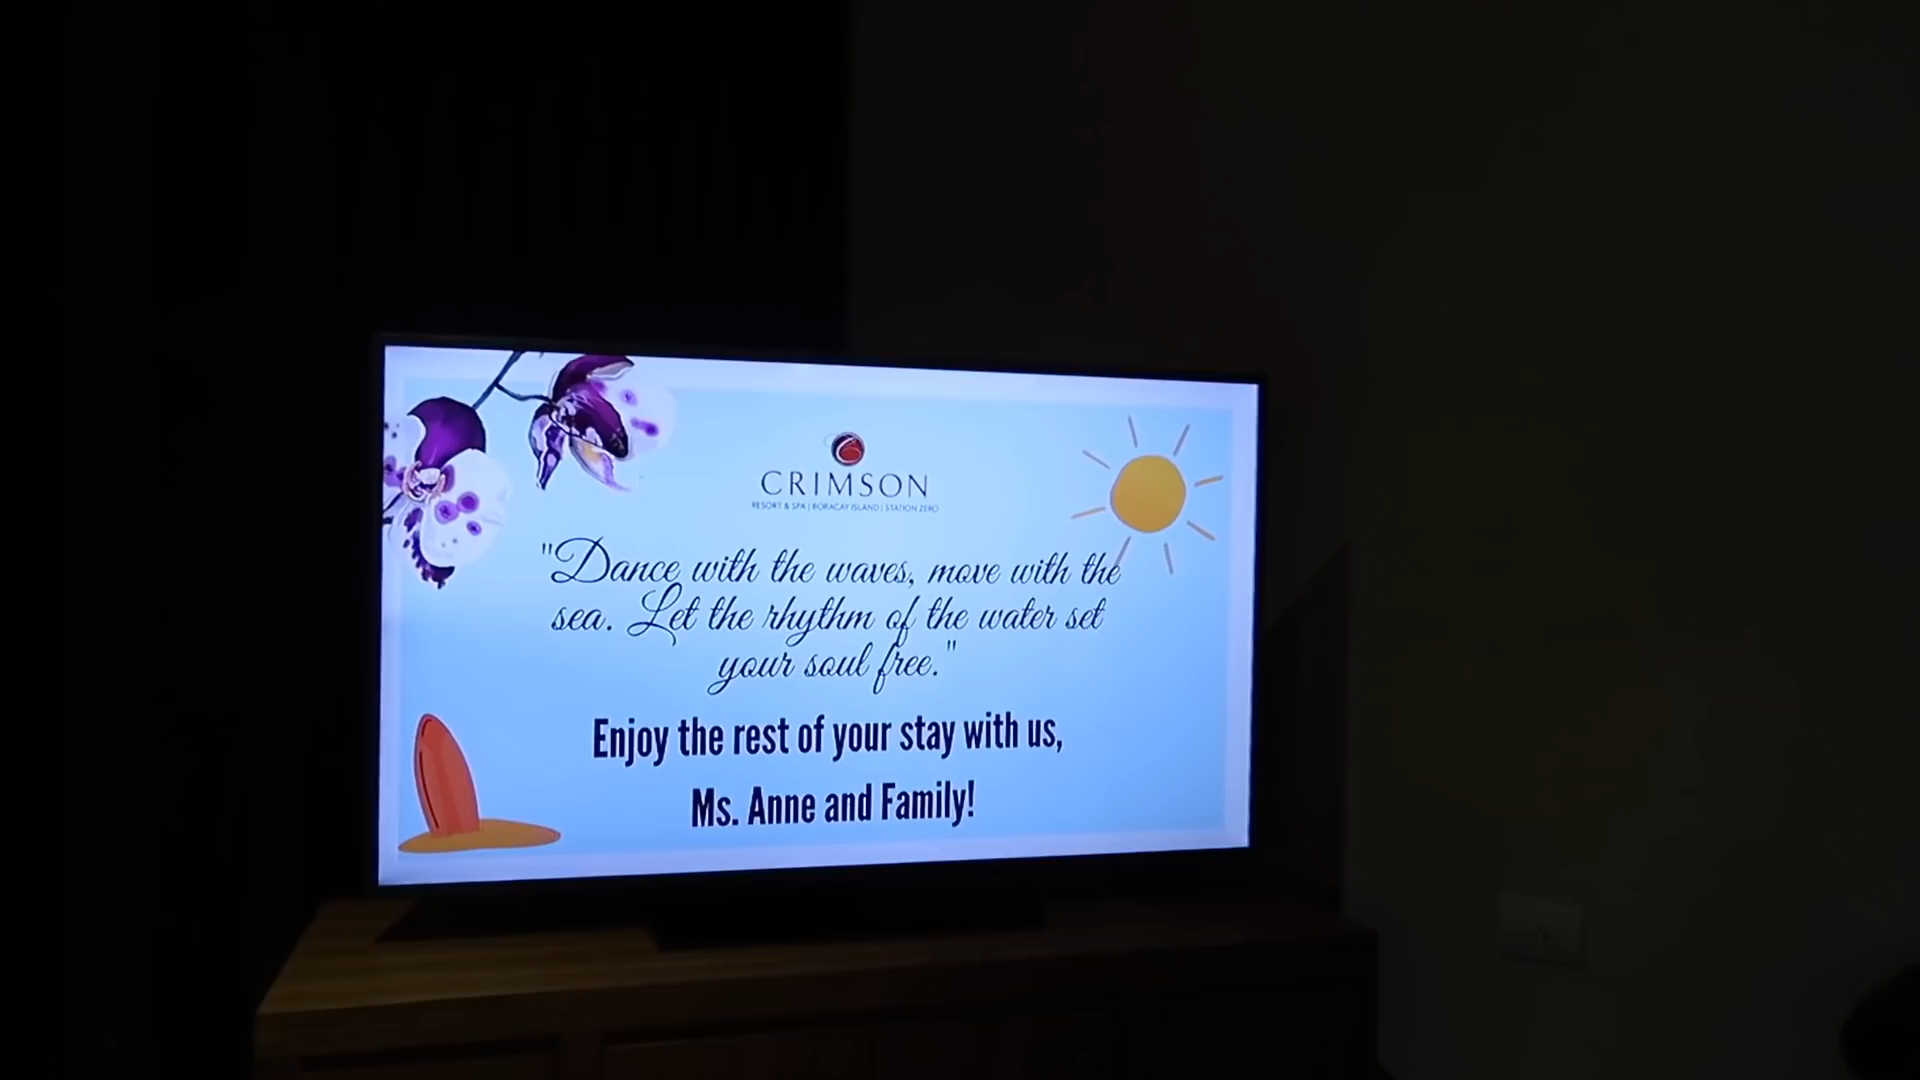 CRIMSON
RESORT & SPA | BORACAY ISLAND | STATION ZERO
"Dance with the waves, move with the
sea. Let the rhythm of the water set
your soul free."
Enjoy the rest of your stay with us,
Ms. Anne and Family!